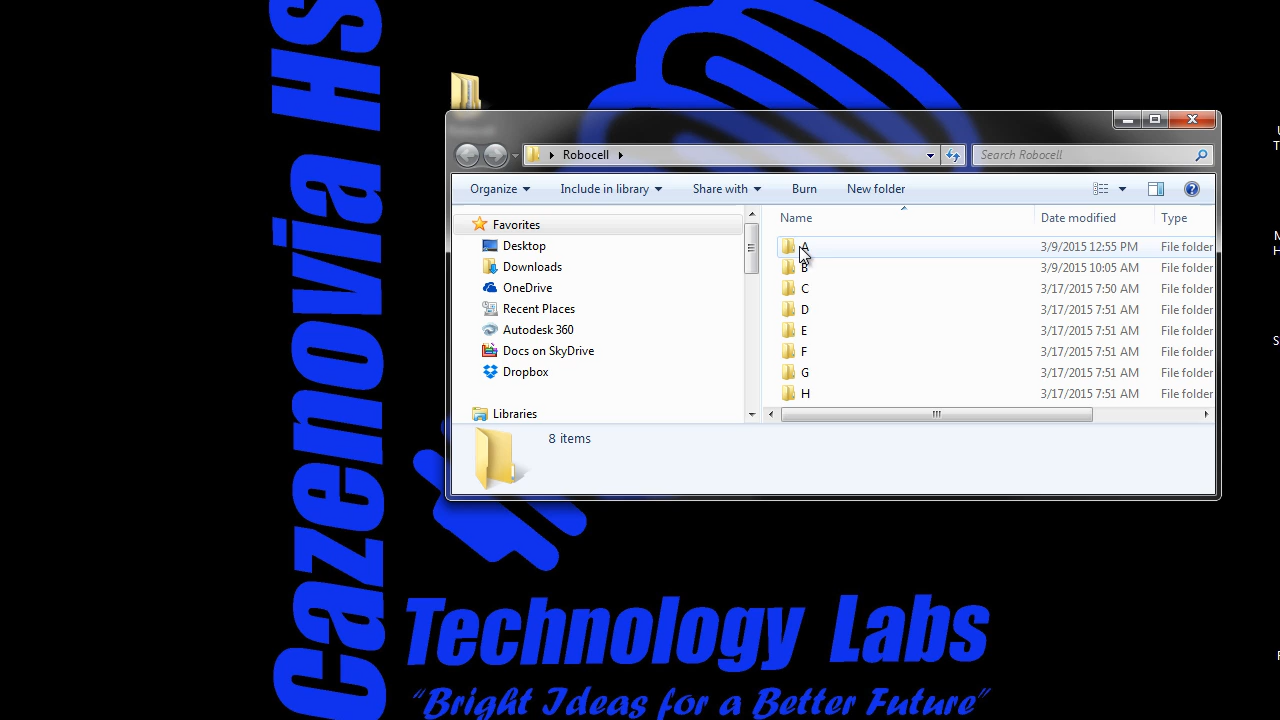 Cazenovia HS
Robocell
Search Robocell
Organize
Include in library
Share with
Burn
New folder
Favorites
Desktop
Downloads
OneDrive
Recent Places
Autodesk 360
Docs on SkyDrive
Dropbox
Libraries
Name Date modified Type
A 3/9/2015 12:55 PM File folder
B 3/9/2015 10:05 AM File folder
C 3/17/2015 7:50 AM File folder
D 3/17/2015 7:51 AM File folder
E 3/17/2015 7:51 AM File folder
F 3/17/2015 7:51 AM File folder
G 3/17/2015 7:51 AM File folder
H 3/17/2015 7:51 AM File folder
8 items
Technology Labs
"Bright Ideas for a Better Future"